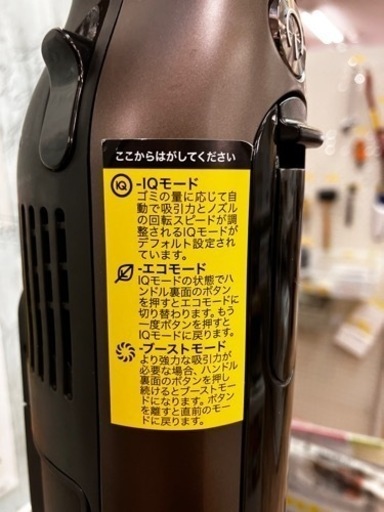 ここからはがしてください
IQ
-IQモード
ゴミの量に応じて自
動で吸引力とノズル
の回転スピードが調
整されるIQモードが
デフォルト設定され
ています。
-エコモード
IQモードの状態でハ
ンドル裏面のボタン
を押すとエコモードに
切り替わります。もう
一度ボタンを押すと
IQモードに戻ります。
-ブーストモード
より強力な吸引力が
必要な場合、ハンドル
裏面のボタンを押し
続けるとブーストモー
ドになります。ボタン
を離すと直前のモー
ドに戻ります。